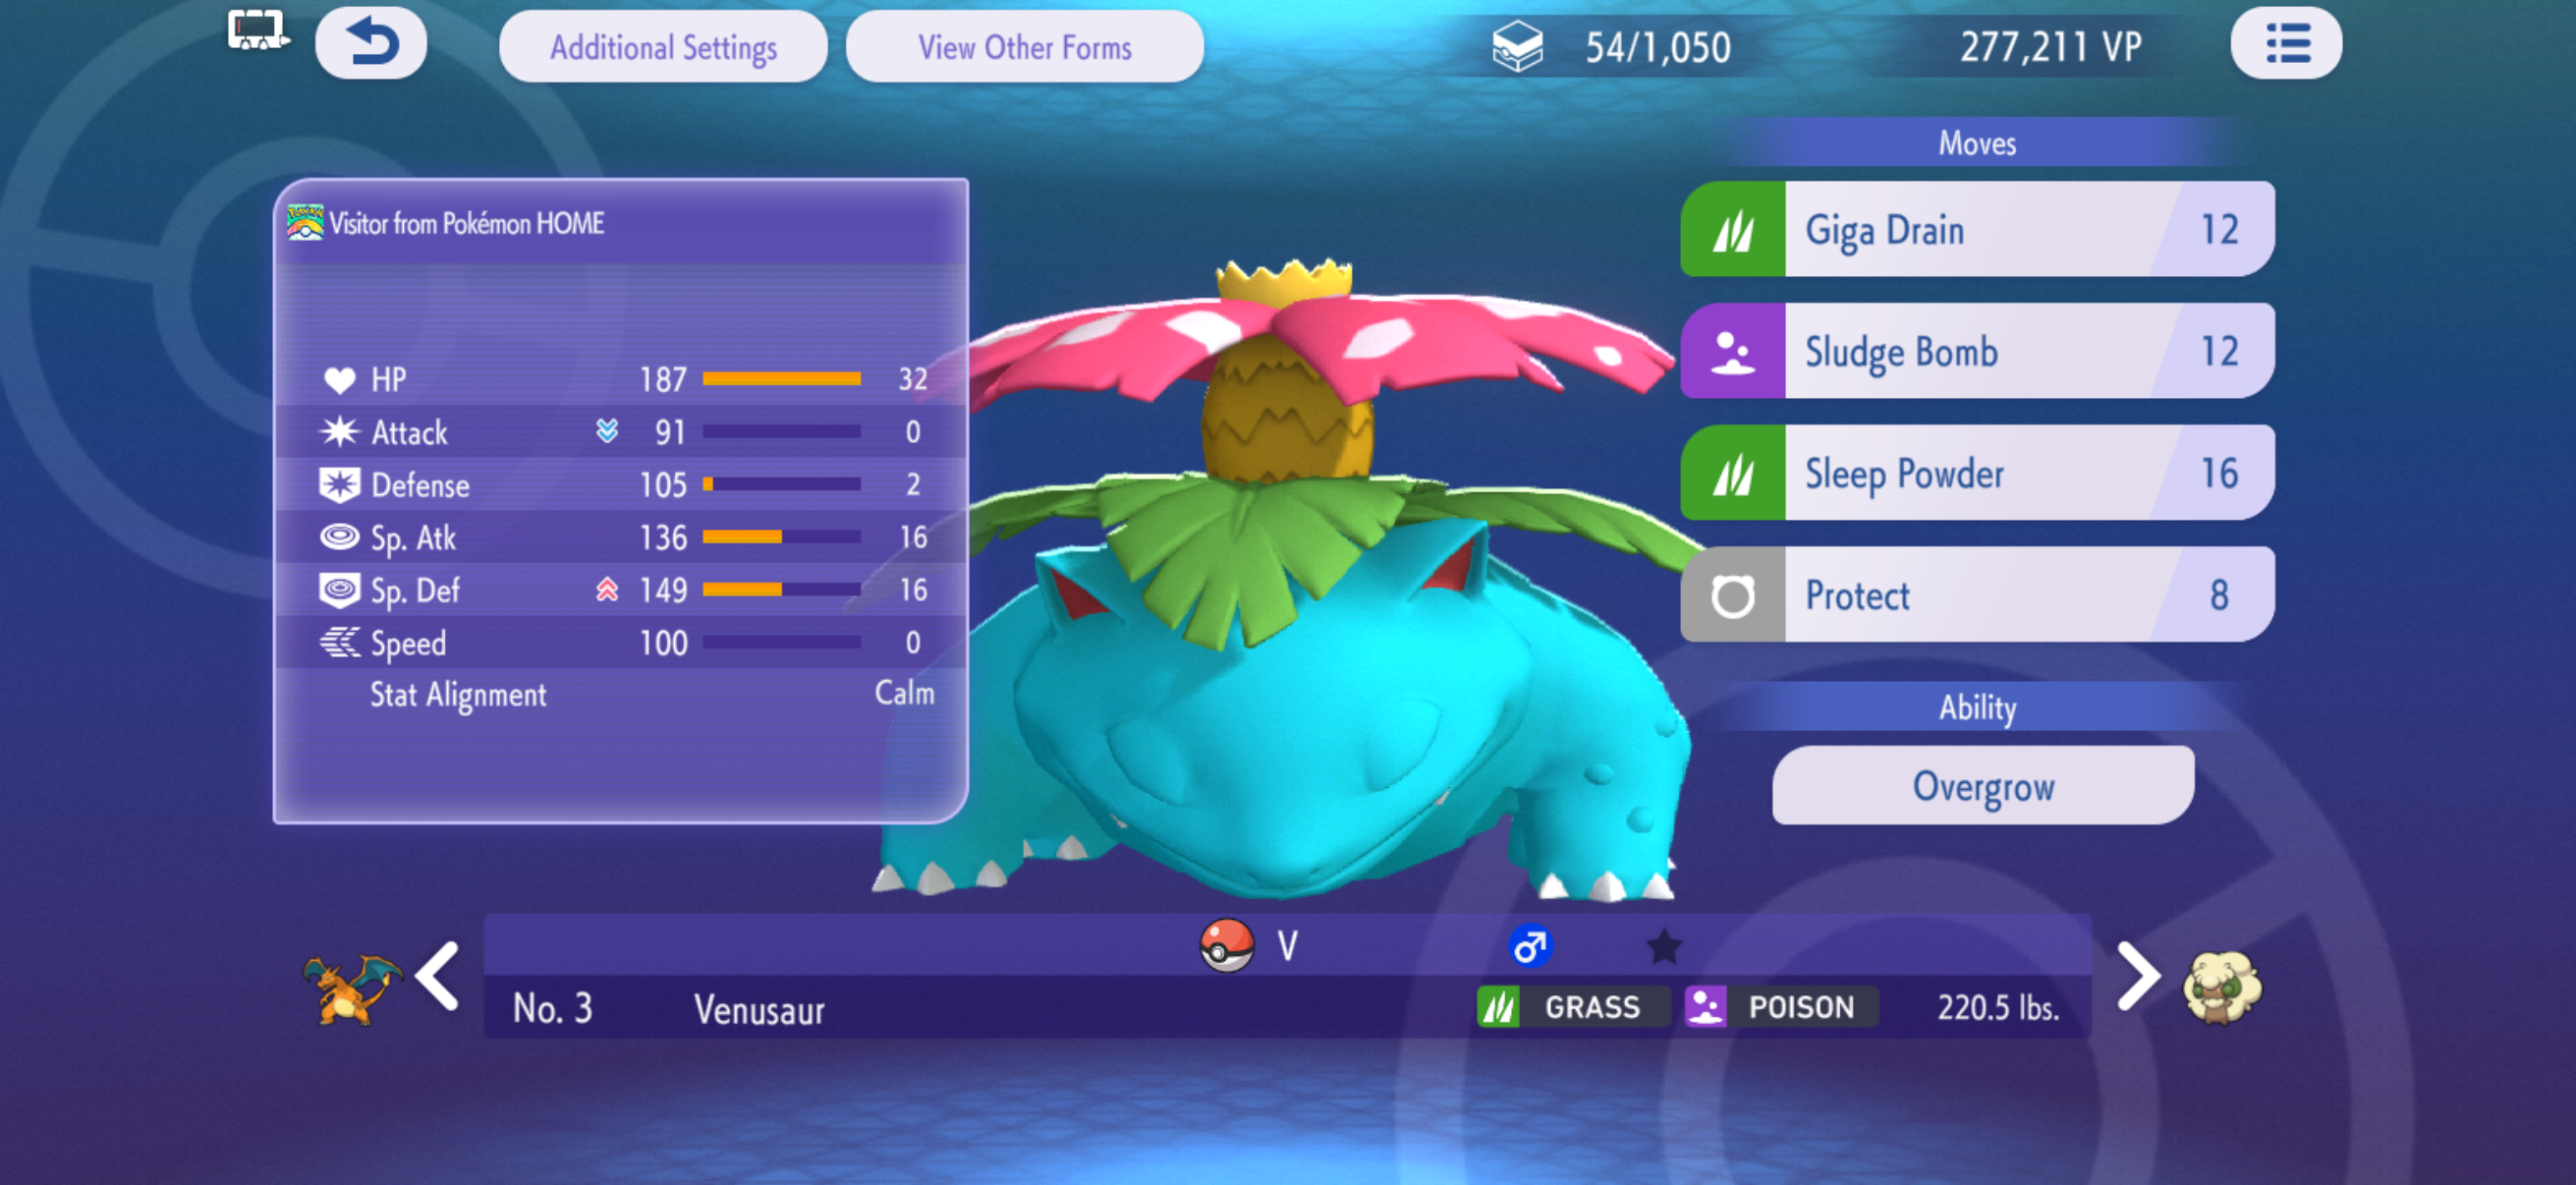 Additional Settings
View Other Forms
54/1,050
277,211 VP
Visitor from Pokémon HOME
HP 187 32
Attack 91 0
Defense 105 2
Sp. Atk 136 16
Sp. Def 149 16
Speed 100 0
Stat Alignment Calm
Moves
Giga Drain 12
Sludge Bomb 12
Sleep Powder 16
Protect 8
Ability
Overgrow
V
No. 3 Venusaur GRASS POISON 220.5 lbs.